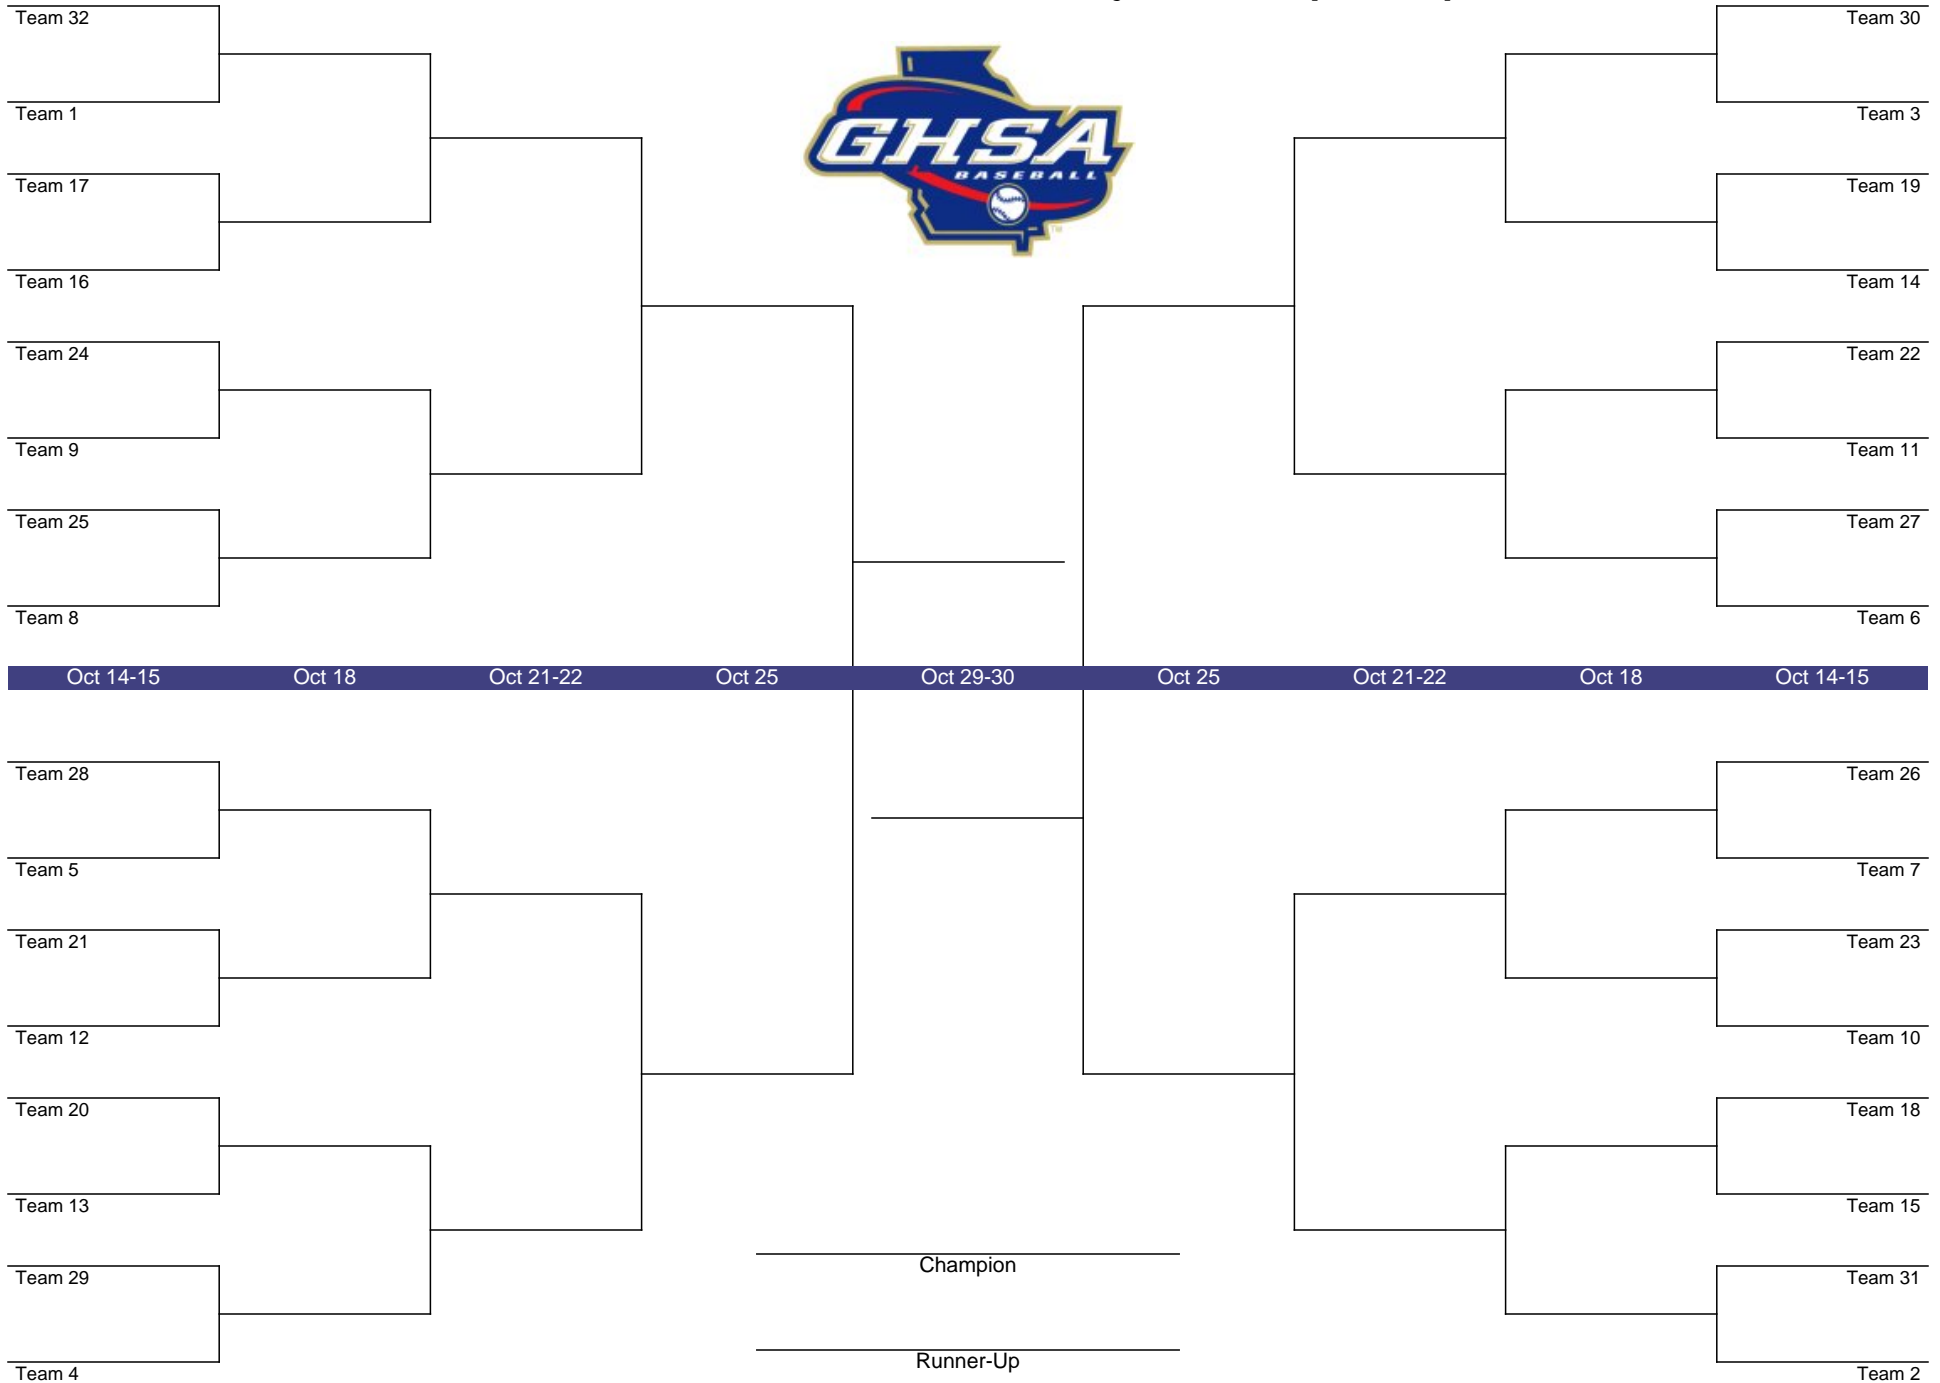 Team 32
Team 30
Team 1
Team 3
Team 17
Team 19
Team 16
Team 14
Team 24
Team 22
Team 9
Team 11
Team 25
Team 27
Team 8
Team 6
GHSA
BASEBALL
TM
Oct 14-15 Oct 18 Oct 21-22 Oct 25 Oct 29-30 Oct 25 Oct 21-22 Oct 18 Oct 14-15
Team 28
Team 26
Team 5
Team 7
Team 21
Team 23
Team 12
Team 10
Team 20
Team 18
Team 13
Team 15
Team 29
Team 31
Team 4
Team 2
Champion
Runner-Up